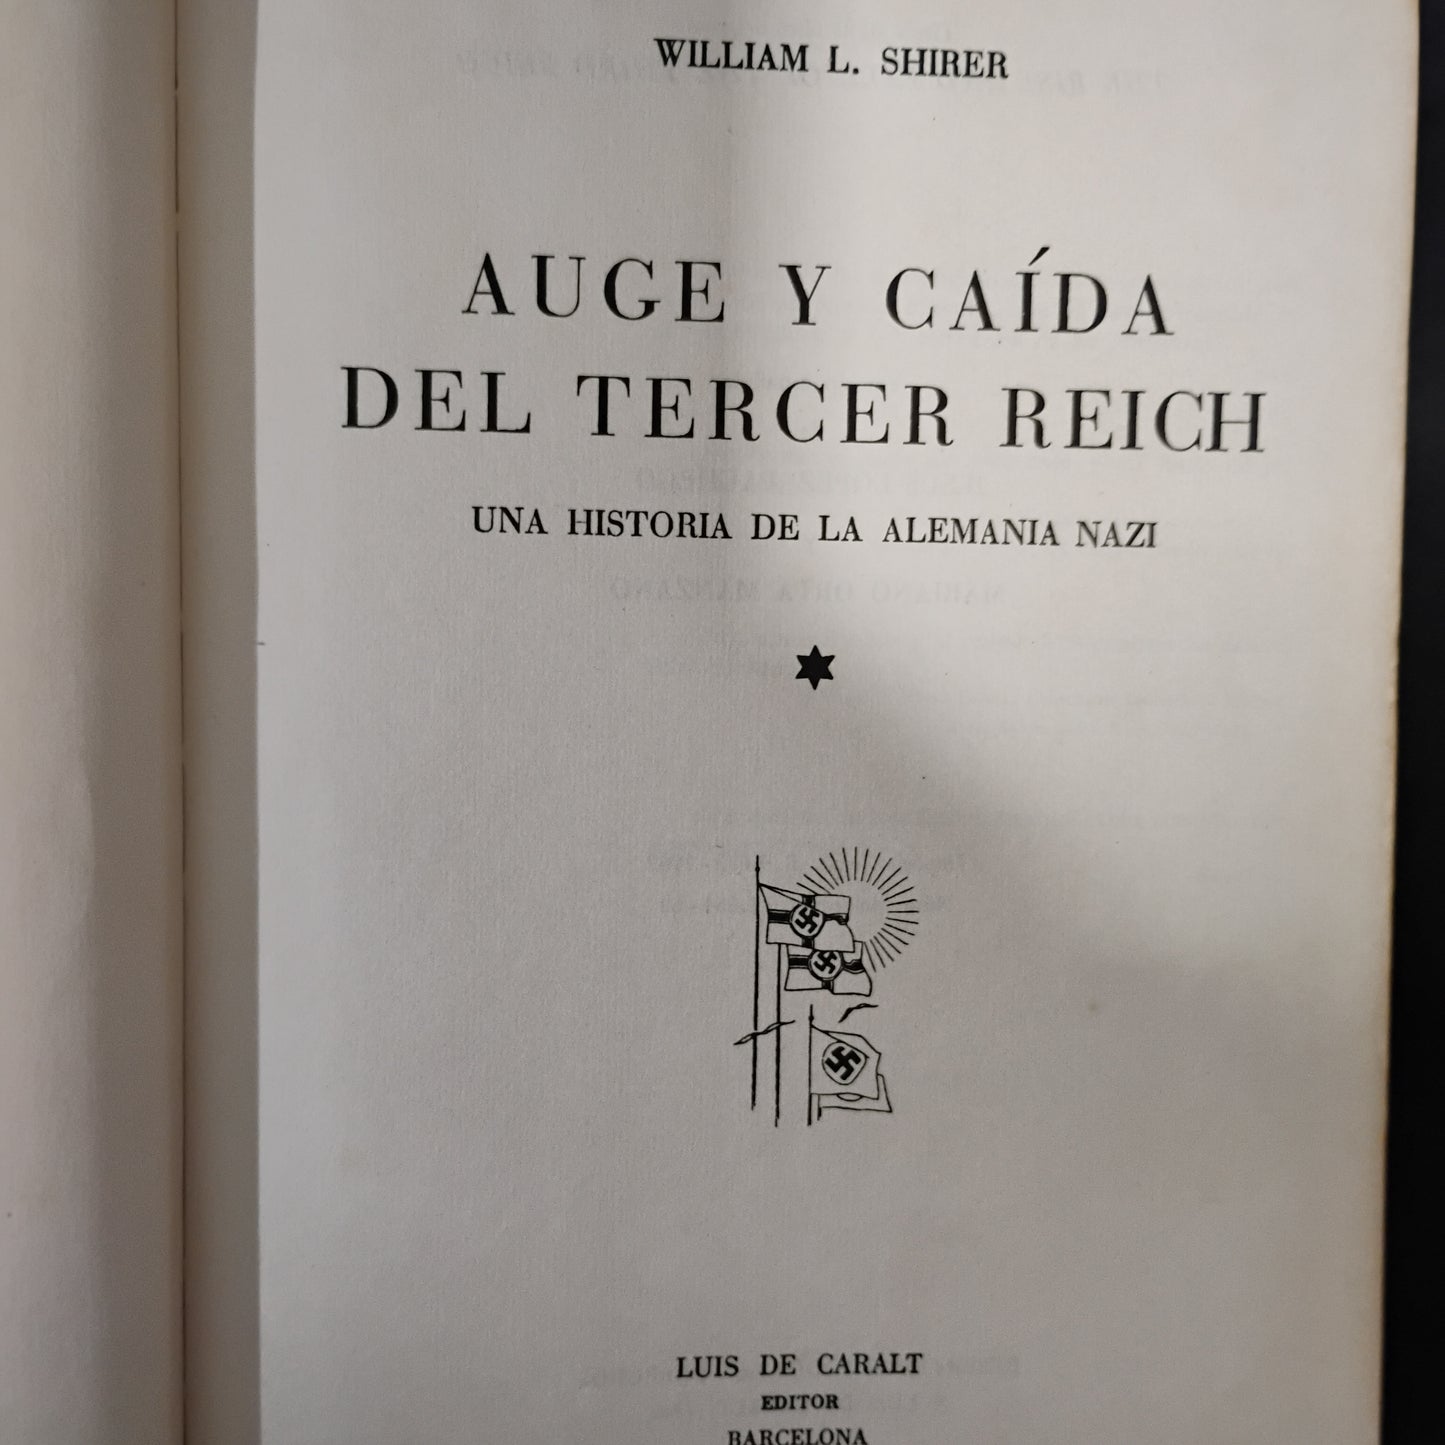 WILLIAM L. SHIRER
AUGE Y CAÍDA
DEL TERCER REICH
UNA HISTORIA DE LA ALEMANIA NAZI
LUIS DE CARALT
EDITOR
BARCELONA